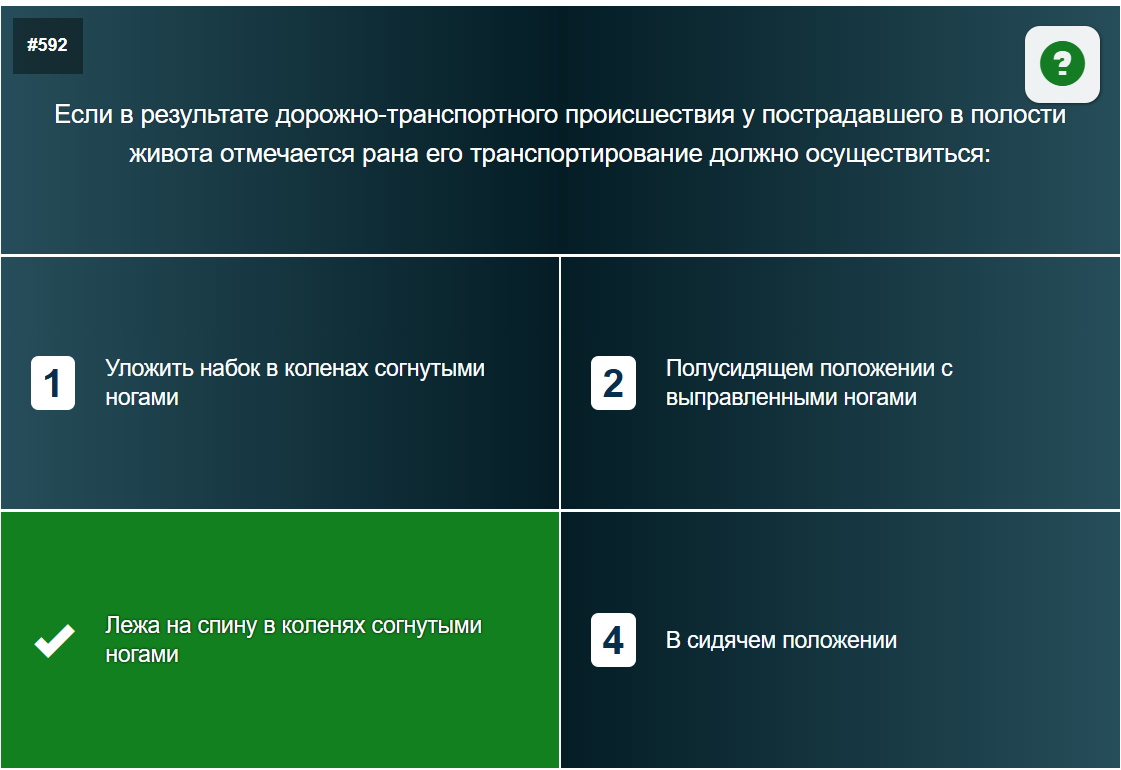 #592
?
Если в результате дорожно-транспортного происшествия у пострадавшего в полости
живота отмечается рана его транспортирование должно осуществиться:
1
Уложить набок в коленах согнутыми
ногами
2
Полусидящем положении с
выправленными ногами
Лежа на спину в коленях согнутыми
ногами
4
В сидячем положении